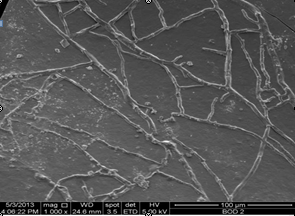 5/3/2013 mag WD spot det HV 100 µm
4:06:22 PM 1 000 x 24.6 mm 3.5 ETD 5.00 kV BOO 2